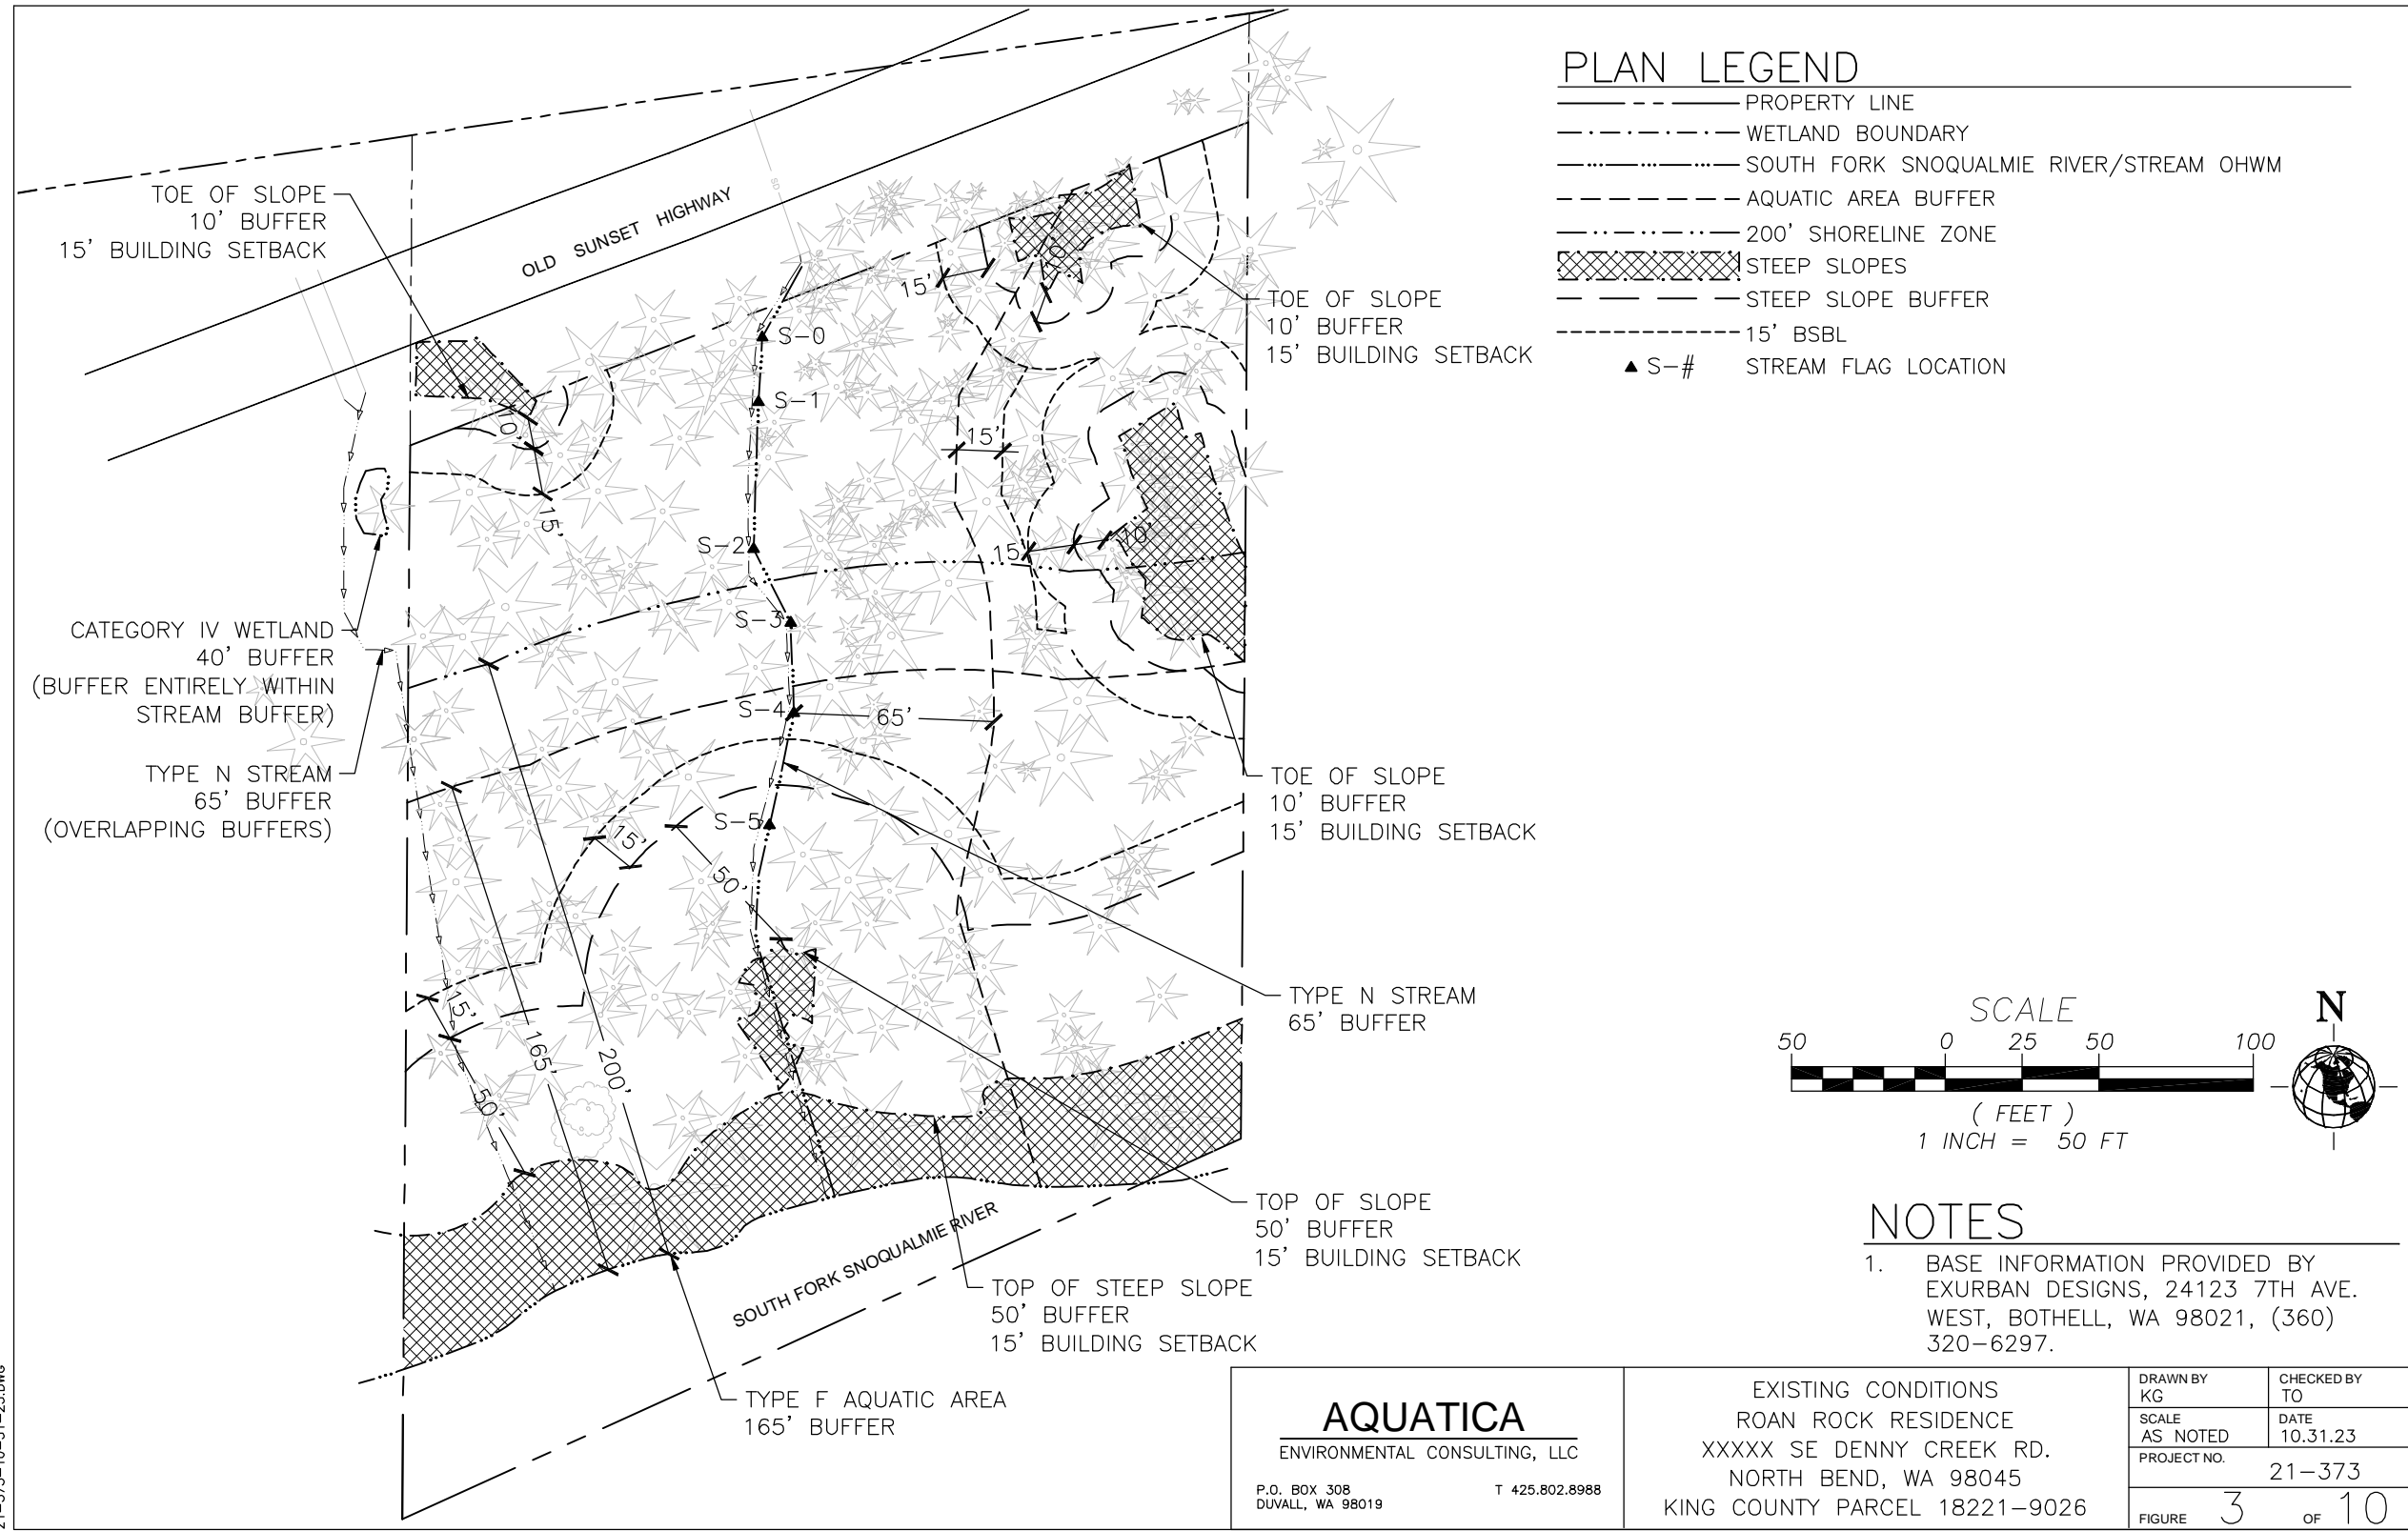 PLAN LEGEND
PROPERTY LINE
WETLAND BOUNDARY
SOUTH FORK SNOQUALMIE RIVER/STREAM OHWM
AQUATIC AREA BUFFER
200' SHORELINE ZONE
STEEP SLOPES
STEEP SLOPE BUFFER
15' BSBL
S-# STREAM FLAG LOCATION
TOE OF SLOPE
10' BUFFER
15' BUILDING SETBACK
OLD SUNSET HIGHWAY
SD
15'
10'
TOE OF SLOPE
10' BUFFER
15' BUILDING SETBACK
S-0
S-1
10'
15'
15'
S-2
15'
10'
S-3
CATEGORY IV WETLAND
40' BUFFER
(BUFFER ENTIRELY WITHIN
STREAM BUFFER)
S-4
65'
TYPE N STREAM
65' BUFFER
(OVERLAPPING BUFFERS)
TOE OF SLOPE
10' BUFFER
15' BUILDING SETBACK
S-5
15'
50'
15'
165'
200'
50'
TYPE N STREAM
65' BUFFER
TOP OF SLOPE
50' BUFFER
15' BUILDING SETBACK
SOUTH FORK SNOQUALMIE RIVER
TOP OF STEEP SLOPE
50' BUFFER
15' BUILDING SETBACK
TYPE F AQUATIC AREA
165' BUFFER
SCALE
50 0 25 50 100
( FEET )
1 INCH = 50 FT
N
NOTES
1. BASE INFORMATION PROVIDED BY
EXURBAN DESIGNS, 24123 7TH AVE.
WEST, BOTHELL, WA 98021, (360)
320-6297.
AQUATICA
ENVIRONMENTAL CONSULTING, LLC
P.O. BOX 308 T 425.802.8988
DUVALL, WA 98019
EXISTING CONDITIONS
ROAN ROCK RESIDENCE
XXXXX SE DENNY CREEK RD.
NORTH BEND, WA 98045
KING COUNTY PARCEL 18221-9026
DRAWN BY
KG
CHECKED BY
TO
SCALE
AS NOTED
DATE
10.31.23
PROJECT NO.
21-373
FIGURE 3 OF 10